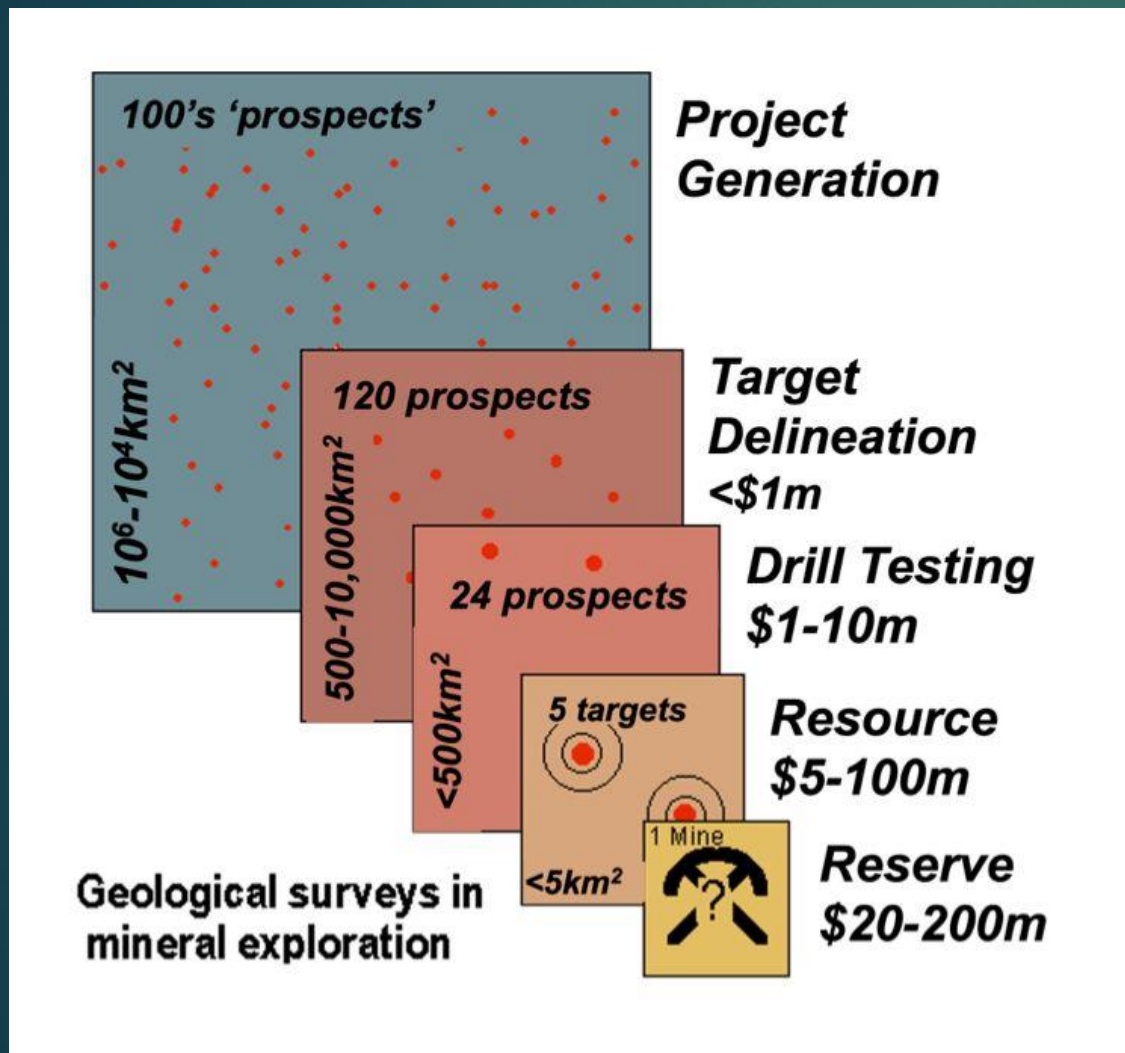 100's 'prospects'
Project
Generation
10⁶-10⁴km²
120 prospects
Target
Delineation
<$1m
500-10,000km²
24 prospects
Drill Testing
$1-10m
<500km²
5 targets
Resource
$5-100m
<5km²
1 Mine
?
Reserve
$20-200m
Geological surveys in
mineral exploration